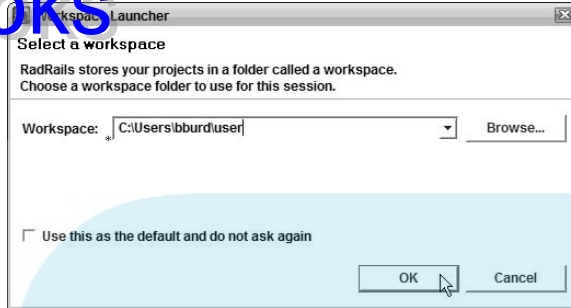 OKS
Workspace Launcher
Select a workspace
RadRails stores your projects in a folder called a workspace.
Choose a workspace folder to use for this session.
Workspace: C:\Users\bburd\user
*
Browse...
Use this as the default and do not ask again
OK
Cancel